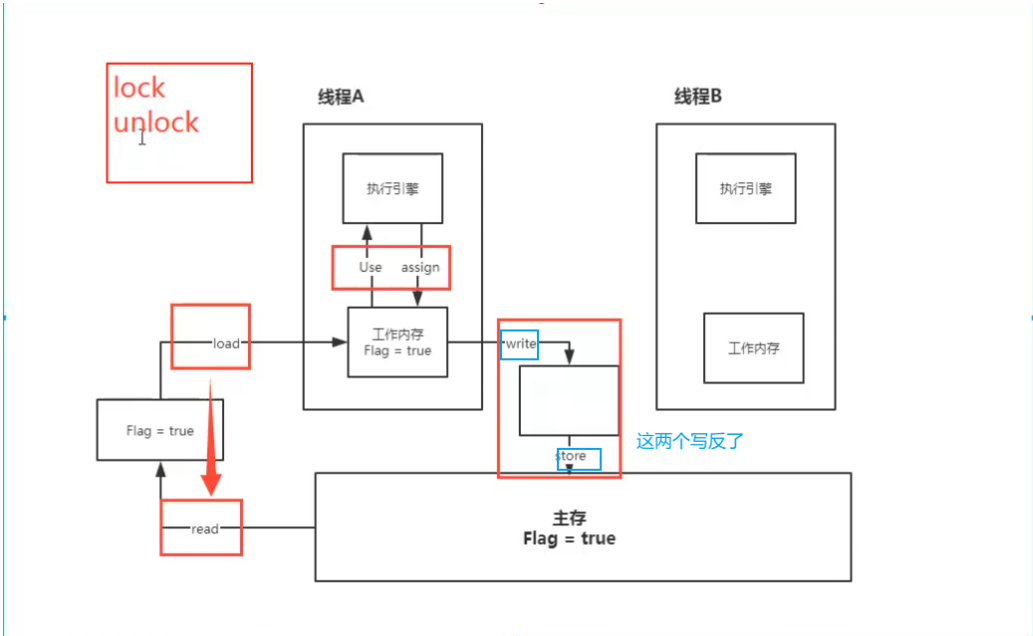 lock
unlock
线程A
线程B
执行引擎
执行引擎
Use
assign
工作内存
Flag = true
工作内存
load
write
Flag = true
这两个写反了
store
read
主存
Flag = true